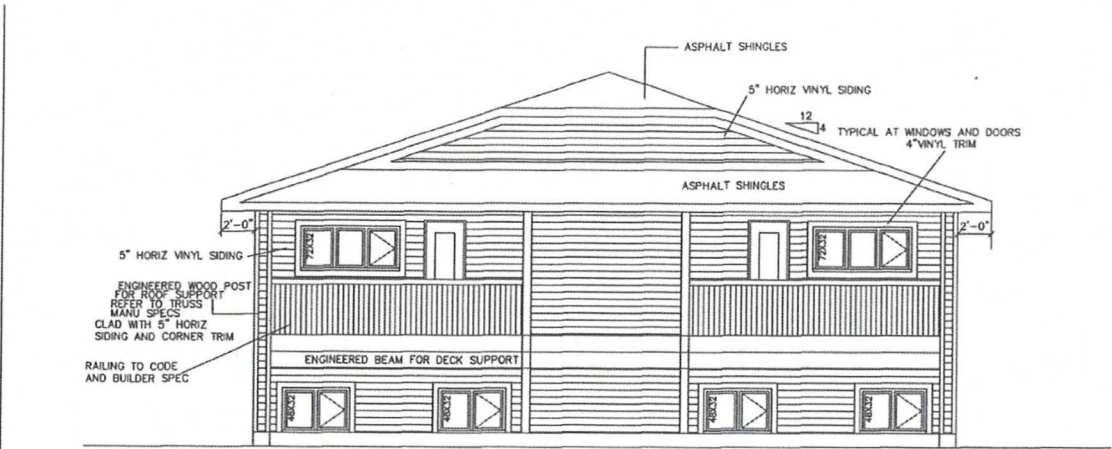 ASPHALT SHINGLES
5" HORIZ VINYL SIDING
12
4
TYPICAL AT WINDOWS AND DOORS
4"VINYL TRIM
ASPHALT SHINGLES
2'-0"
2'-0"
72X32
72X32
5" HORIZ VINYL SIDING
ENGINEERED WOOD POST
FOR ROOF SUPPORT
REFER TO TRUSS
MANU SPECS
CLAD WITH 5" HORIZ
SIDING AND CORNER TRIM
RAILING TO CODE
AND BUILDER SPEC
ENGINEERED BEAM FOR DECK SUPPORT
48X32
48X32
48X32
48X32